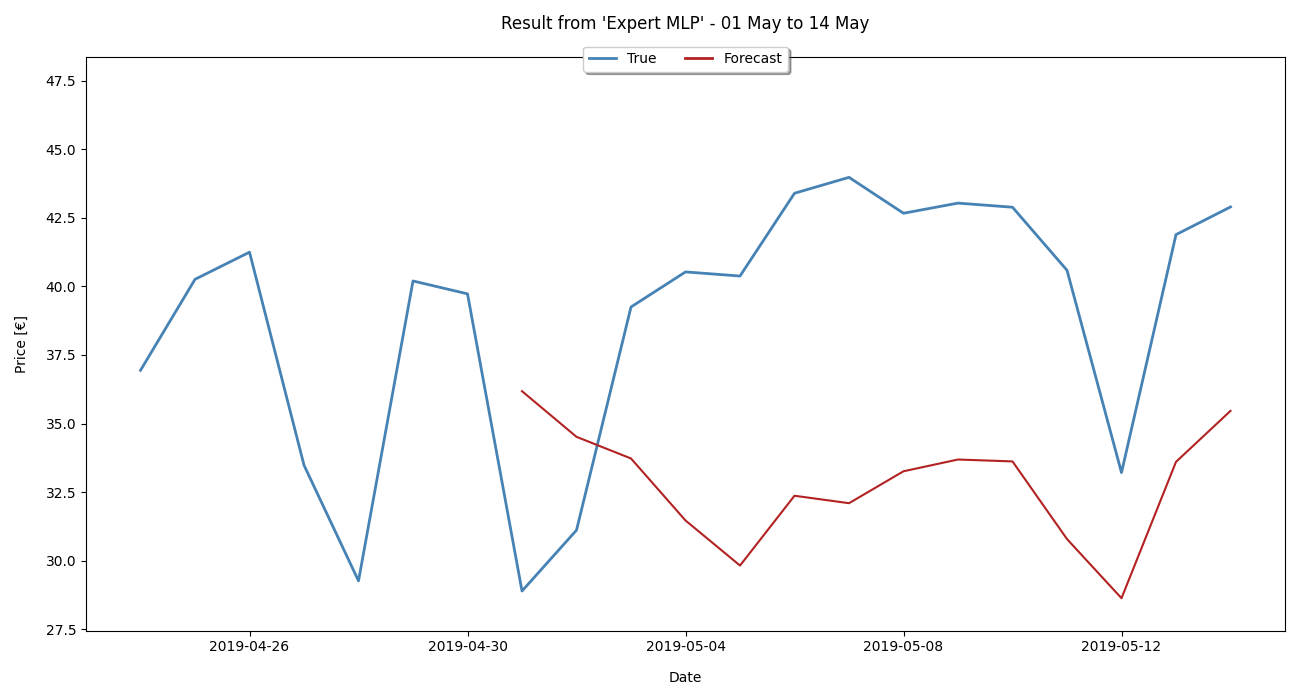 Result from 'Expert MLP' - 01 May to 14 May
True Forecast
47.5
45.0
42.5
40.0
37.5
35.0
32.5
30.0
27.5
Price [€]
2019-04-26 2019-04-30 2019-05-04 2019-05-08 2019-05-12
Date